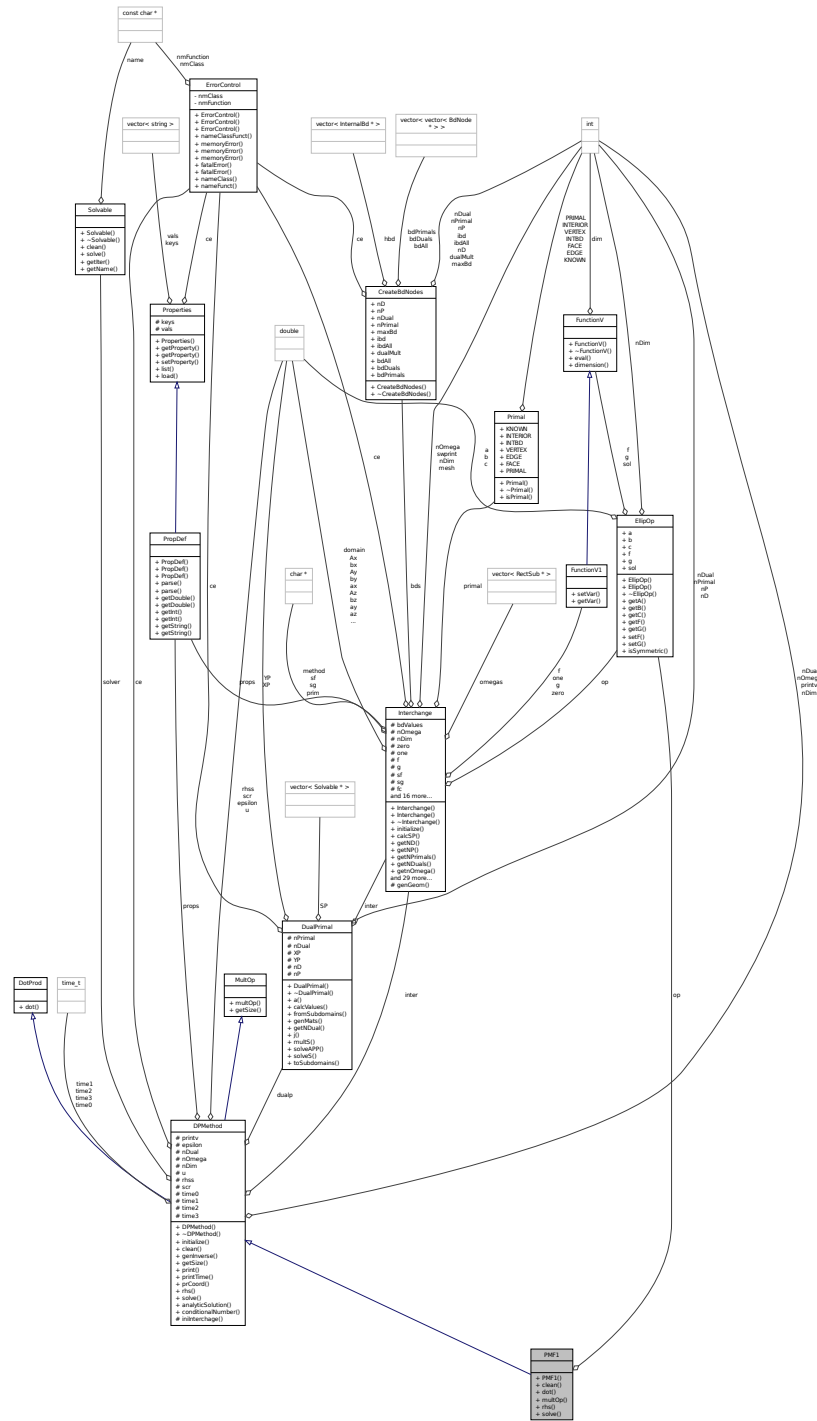 const char *
name
nmFunction
nmClass
ErrorControl
- nmClass
- nmFunction
+ ErrorControl()
+ ErrorControl()
+ ErrorControl()
+ nameClassFunct()
+ memoryError()
+ memoryError()
+ memoryError()
+ fatalError()
+ fatalError()
+ nameClass()
+ nameFunct()
vector< string >
vector< InternalBd * >
vector< vector< BdNode
* > >
int
Solvable
+ Solvable()
+ ~Solvable()
+ clean()
+ solve()
+ getIter()
+ getName()
vals
keys
ce
ce
hbd
bdPrimals
bdDuals
bdAll
nDual
nPrimal
nP
ibd
ibdAll
nD
dualMult
maxBd
PRIMAL
INTERIOR
VERTEX
INTBD
FACE
EDGE
KNOWN
dim
Properties
# keys
# vals
+ Properties()
+ getProperty()
+ getProperty()
+ setProperty()
+ list()
+ load()
double
CreateBdNodes
+ nD
+ nP
+ nDual
+ nPrimal
+ maxBd
+ ibd
+ ibdAll
+ dualMult
+ bdAll
+ bdDuals
+ bdPrimals
+ CreateBdNodes()
+ ~CreateBdNodes()
FunctionV
+ FunctionV()
+ ~FunctionV()
+ eval()
+ dimension()
nDim
Primal
+ KNOWN
+ INTERIOR
+ INTBD
+ VERTEX
+ EDGE
+ FACE
+ PRIMAL
+ Primal()
+ ~Primal()
+ isPrimal()
ce
nOmega
swprint
nDim
mesh
a
b
c
f
g
sol
PropDef
+ PropDef()
+ PropDef()
+ PropDef()
+ parse()
+ parse()
+ getDouble()
+ getDouble()
+ getInt()
+ getInt()
+ getString()
+ getString()
ce
domain
Ax
bx
Ay
by
ax
Az
bz
ay
az
...
char *
bds
primal
vector< RectSub * >
FunctionV1
+ setVar()
+ getVar()
EllipOp
+ a
+ b
+ c
+ f
+ g
+ sol
+ EllipOp()
+ EllipOp()
+ ~EllipOp()
+ getA()
+ getB()
+ getC()
+ getF()
+ getG()
+ setF()
+ setG()
+ isSymmetric()
nDual
nPrimal
nP
nD
solver
ce
props
YP
XP
method
sf
sg
prim
omegas
f
one
g
zero
op
Interchange
# bdValues
# nOmega
# nDim
# zero
# one
# f
# g
# sf
# sg
# fc
and 16 more...
+ Interchange()
+ Interchange()
+ ~Interchange()
+ initialize()
+ calcSP()
+ getND()
+ getNP()
+ getNPrimals()
+ getNDuals()
+ getnOmega()
and 29 more...
# genGeom()
rhss
scr
epsilon
u
vector< Solvable * >
props
SP
inter
DualPrimal
# nPrimal
# nDual
# XP
# YP
# nD
# nP
+ DualPrimal()
+ ~DualPrimal()
+ a()
+ calcValues()
+ fromSubdomains()
+ genMats()
+ getNDual()
+ j()
+ multS()
+ solveAPP()
+ solveS()
+ toSubdomains()
DotProd
+ dot()
time_t
MultOp
+ multOp()
+ getSize()
inter
op
time1
time2
time3
time0
dualp
DPMethod
# printv
# epsilon
# nDual
# nOmega
# nDim
# u
# rhss
# scr
# time0
# time1
# time2
# time3
+ DPMethod()
+ ~DPMethod()
+ initialize()
+ clean()
+ genInverse()
+ getSize()
+ print()
+ printTime()
+ prCoord()
+ rhs()
+ solve()
+ analyticSolution()
+ conditionalNumber()
# iniInterchage()
PMF1
+ PMF1()
+ clean()
+ dot()
+ multOp()
+ rhs()
+ solve()